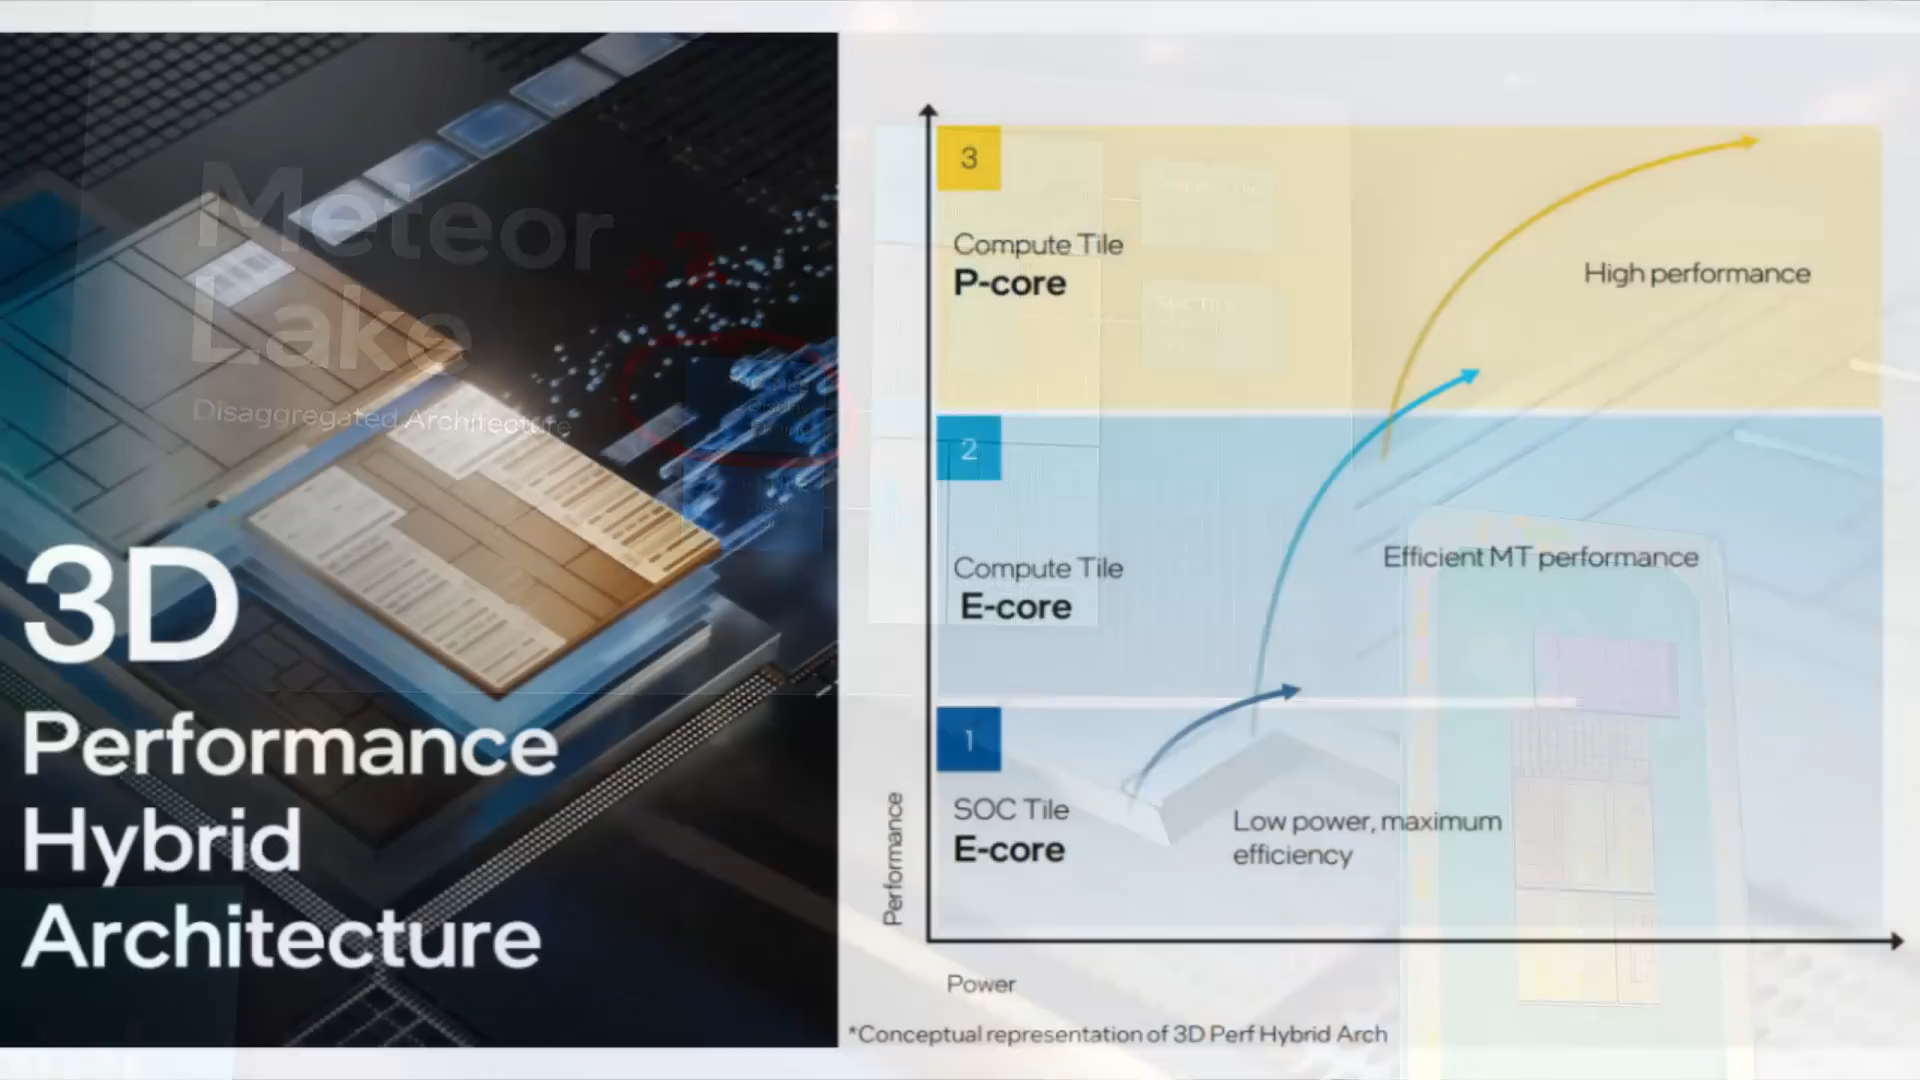 Meteor
Lake
Disaggregated Architecture
3D
Performance
Hybrid
Architecture
3
Compute Tile
P-core
High performance
2
Compute Tile
E-core
Efficient MT performance
1
SOC Tile
E-core
Low power, maximum
efficiency
Performance
Power
*Conceptual representation of 3D Perf Hybrid Arch